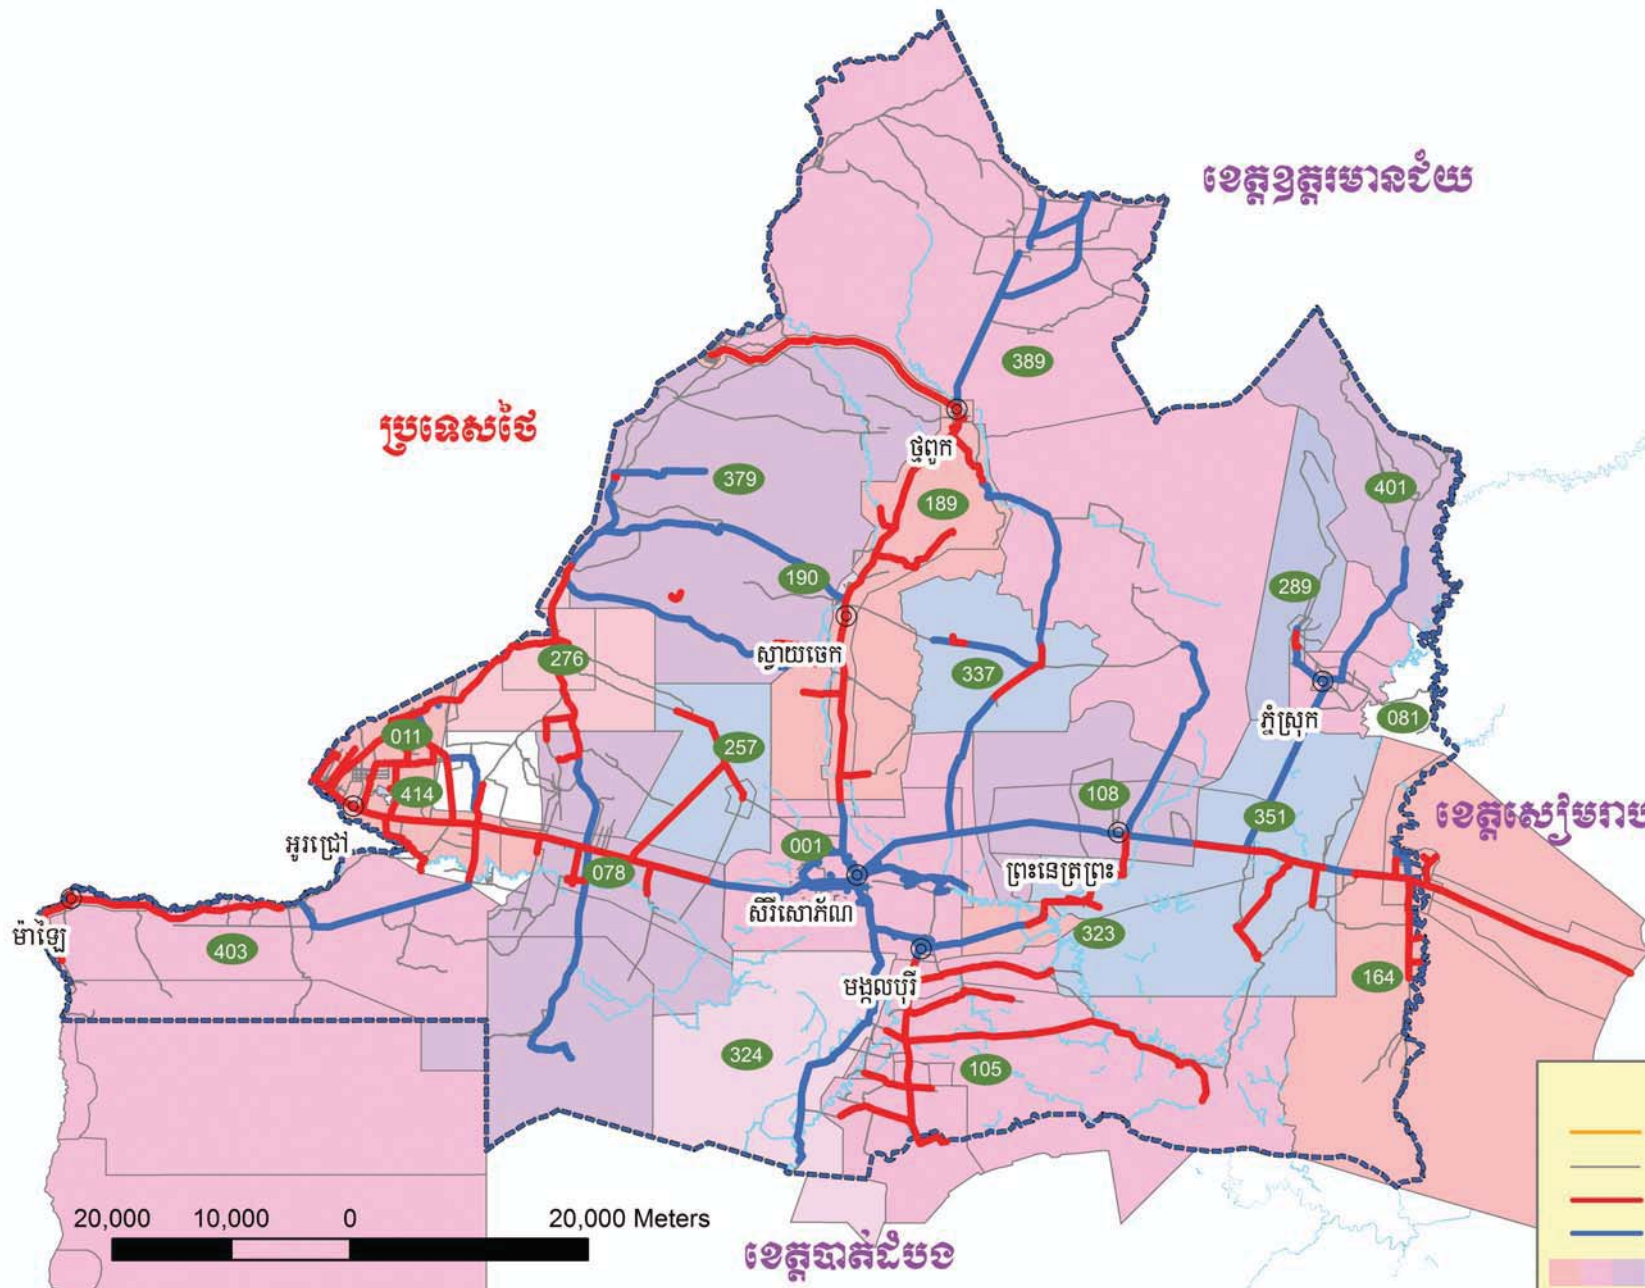 ខេត្តឧត្តរមានជ័យ
389
ប្រទេសថៃ
ថ្មពួក
379
189
401
190
289
ស្វាយចេក
276
337
ភ្នំស្រុក
081
011
257
414
108
351
ខេត្តសៀមរាប
អូរជ្រៅ
001
078
ព្រះនេត្រព្រះ
សិរីសោភ័ណ
ម៉ាឡៃ
403
323
មង្គលបុរី
164
324
105
20,000 10,000 0 20,000 Meters
ខេត្តបាត់ដំបង